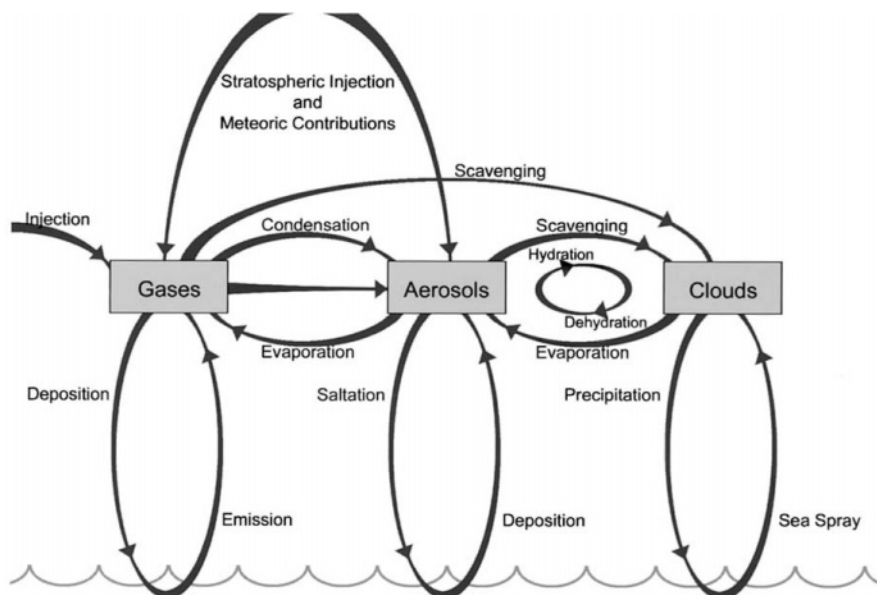 Stratospheric Injection
and
Meteoric Contributions
Scavenging
Injection
Condensation
Scavenging
Hydration
Gases
Aerosols
Clouds
Dehydration
Evaporation
Evaporation
Deposition
Saltation
Precipitation
Emission
Deposition
Sea Spray